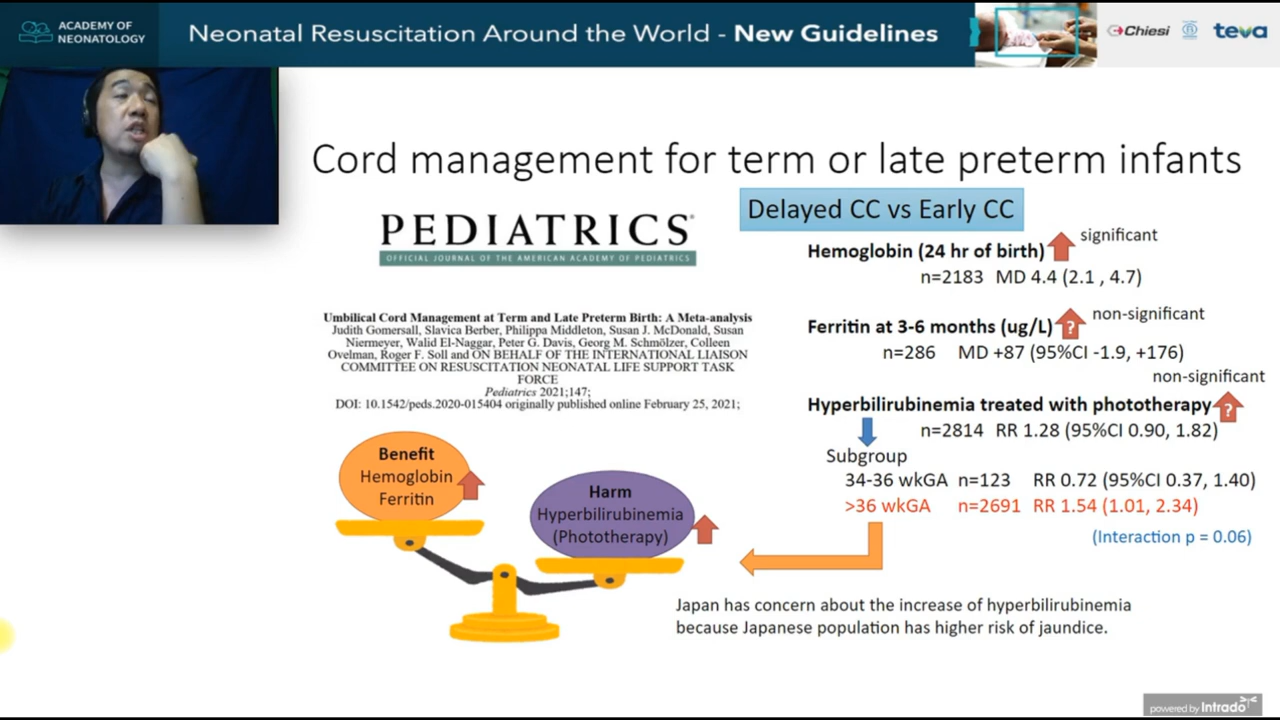 ACADEMY OF
NEONATOLOGY
Neonatal Resuscitation Around the World - New Guidelines
Chiesi
teva
Cord management for term or late preterm infants
PEDIATRICS
OFFICIAL JOURNAL OF THE AMERICAN ACADEMY OF PEDIATRICS
Umbilical Cord Management at Term and Late Preterm Birth: A Meta-analysis
Judith Gomersall, Slavica Berber, Philippa Middleton, Susan J. McDonald, Susan
Niermeyer, Walid El-Naggar, Peter G. Davis, Georg M. Schmölzer, Colleen
Ovelman, Roger F. Soll and ON BEHALF OF THE INTERNATIONAL LIAISON
COMMITTEE ON RESUSCITATION NEONATAL LIFE SUPPORT TASK
FORCE
Pediatrics 2021;147;
DOI: 10.1542/peds.2020-015404 originally published online February 25, 2021;
Delayed CC vs Early CC
Hemoglobin (24 hr of birth) significant
n=2183 MD 4.4 (2.1 , 4.7)
Ferritin at 3-6 months (ug/L) ? non-significant
n=286 MD +87 (95%CI -1.9, +176)
non-significant
Hyperbilirubinemia treated with phototherapy ?
n=2814 RR 1.28 (95%CI 0.90, 1.82)
Subgroup
34-36 wkGA n=123 RR 0.72 (95%CI 0.37, 1.40)
>36 wkGA n=2691 RR 1.54 (1.01, 2.34)
(Interaction p = 0.06)
Benefit
Hemoglobin
Ferritin
Harm
Hyperbilirubinemia
(Phototherapy)
Japan has concern about the increase of hyperbilirubinemia
because Japanese population has higher risk of jaundice.
powered by Intrado